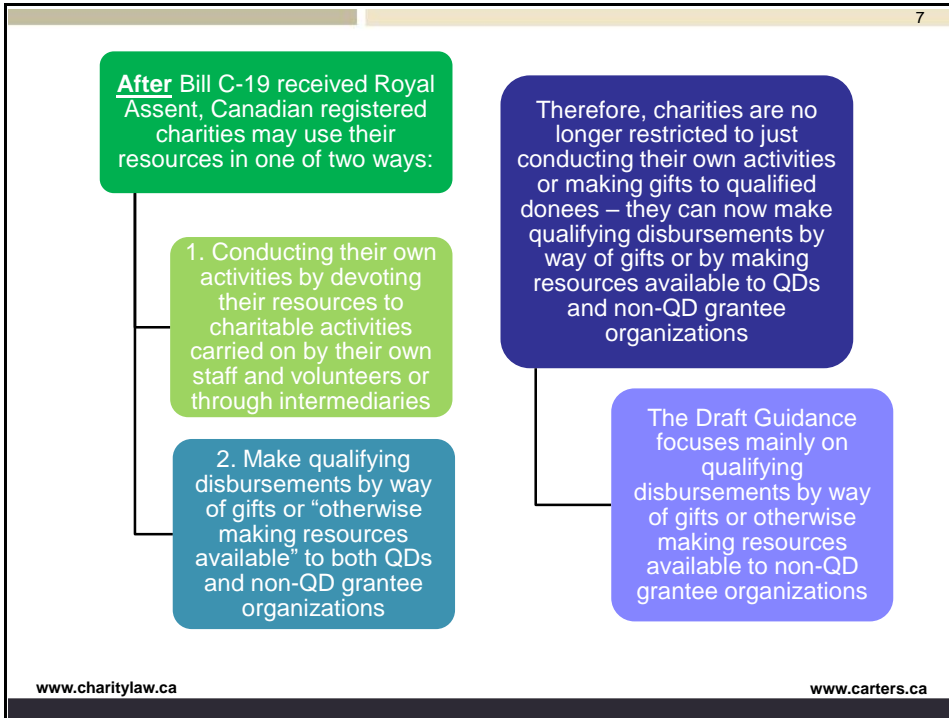 7
After Bill C-19 received Royal
Assent, Canadian registered
charities may use their
resources in one of two ways:
1. Conducting their own
activities by devoting
their resources to
charitable activities
carried on by their own
staff and volunteers or
through intermediaries
2. Make qualifying
disbursements by way
of gifts or “otherwise
making resources
available” to both QDs
and non-QD grantee
organizations
Therefore, charities are no
longer restricted to just
conducting their own activities
or making gifts to qualified
donees – they can now make
qualifying disbursements by
way of gifts or by making
resources available to QDs
and non-QD grantee
organizations
The Draft Guidance
focuses mainly on
qualifying
disbursements by way
of gifts or otherwise
making resources
available to non-QD
grantee organizations
www.charitylaw.ca
www.carters.ca